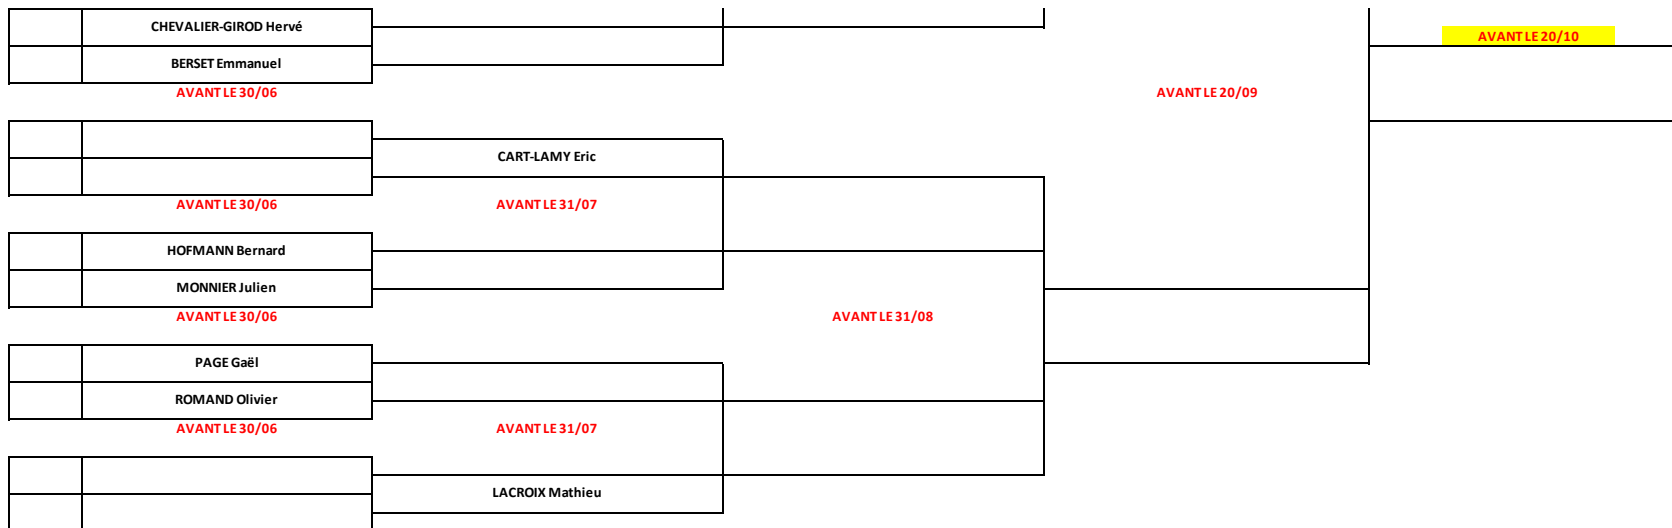 CHEVALIER-GIROD Hervé
AVANT LE 20/10
BERSET Emmanuel
AVANT LE 30/06
AVANT LE 20/09
CART-LAMY Eric
AVANT LE 30/06
AVANT LE 31/07
HOFMANN Bernard
MONNIER Julien
AVANT LE 30/06
AVANT LE 31/08
PAGE Gaël
ROMAND Olivier
AVANT LE 30/06
AVANT LE 31/07
LACROIX Mathieu